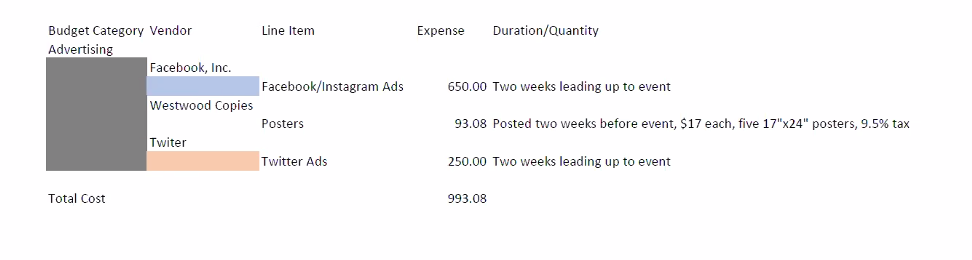 Budget Category Vendor Line Item Expense Duration/Quantity
Advertising
Facebook, Inc.
Facebook/Instagram Ads 650.00 Two weeks leading up to event
Westwood Copies
Posters 93.08 Posted two weeks before event, $17 each, five 17"x24" posters, 9.5% tax
Twiter
Twitter Ads 250.00 Two weeks leading up to event
Total Cost 993.08